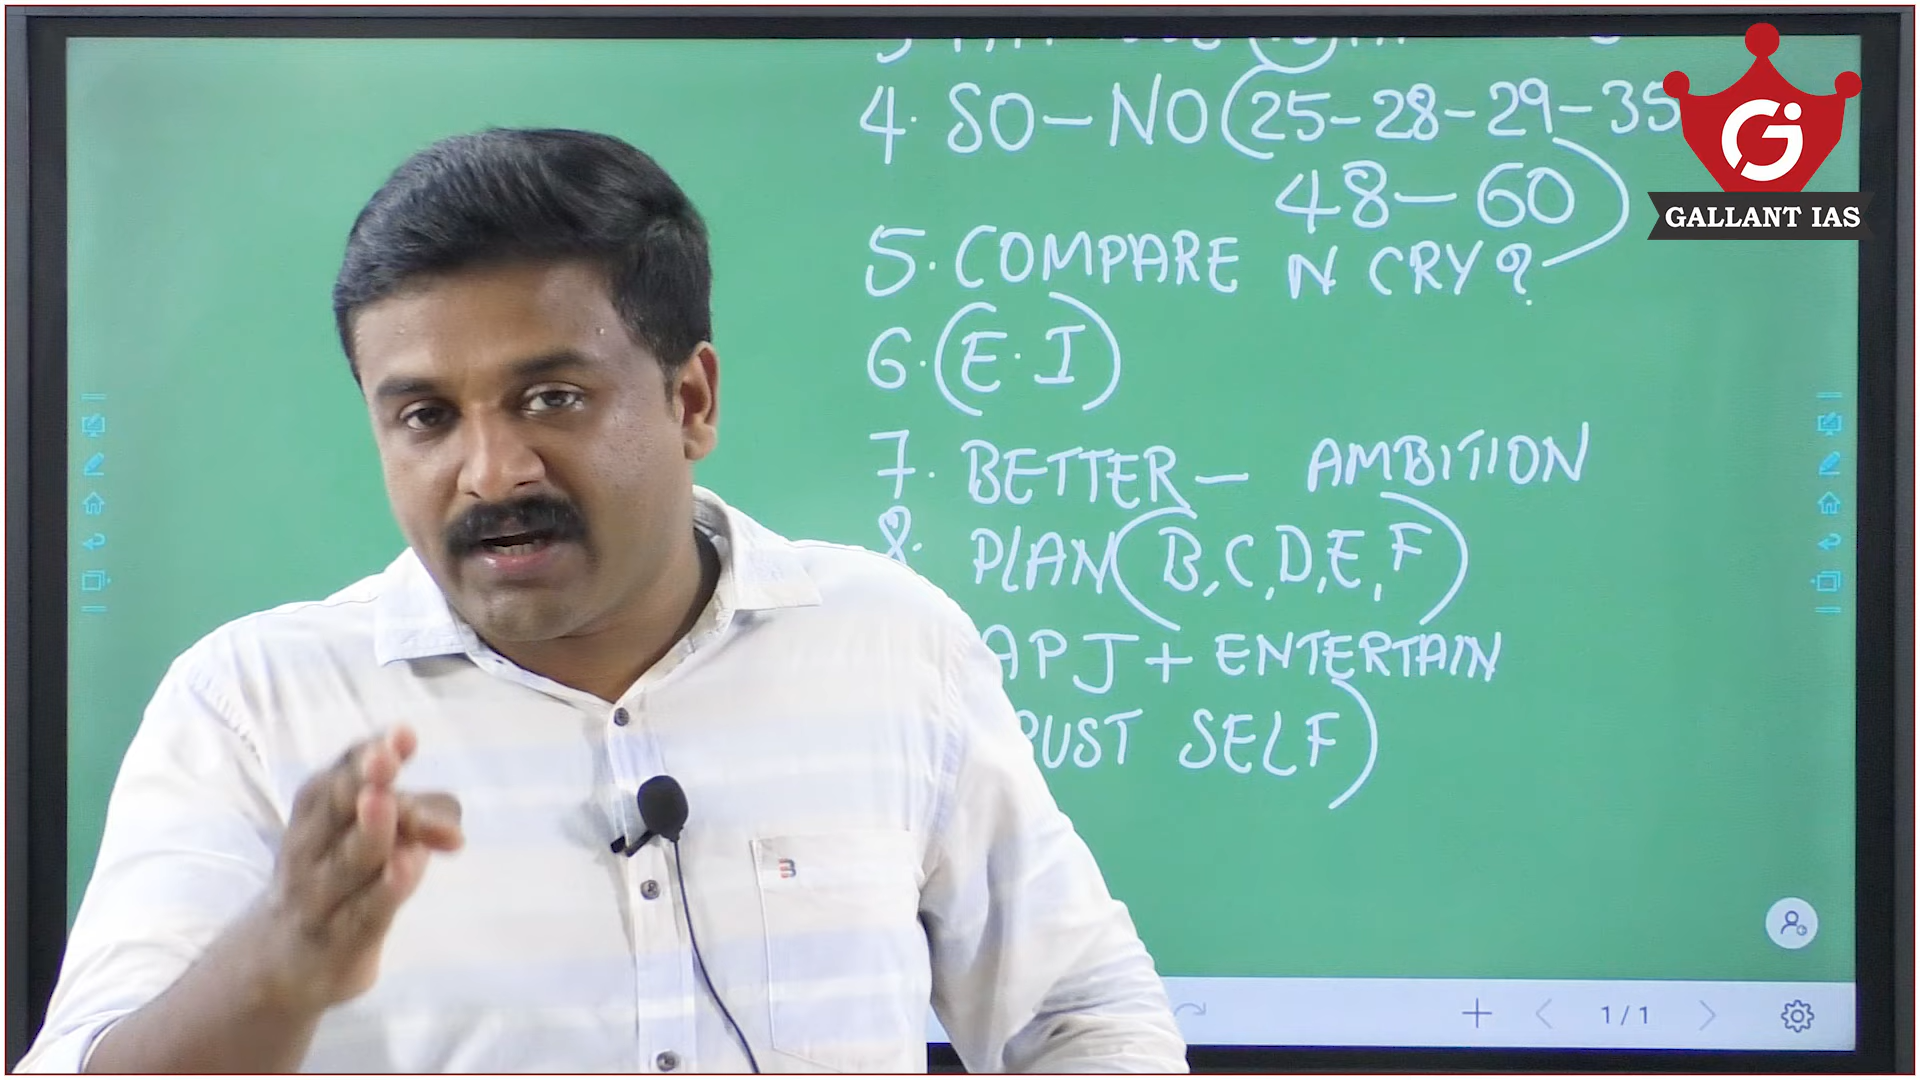 4. SO - NO (25-28-29-35
48-60)
5. COMPARE N CRY?
6. (E.I)
7. BETTER - AMBITION
8. PLAN (B,C,D,E,F)
APJ + ENTERTAIN
SELF)
GALLANT IAS
1/1